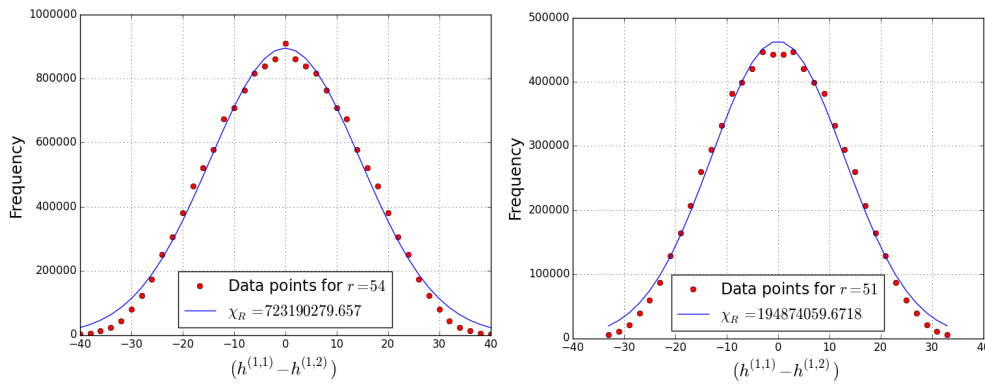 1000000
800000
600000
400000
200000
0
Frequency
−40 −30 −20 −10 0 10 20 30 40
(h^(1,1) − h^(1,2))
Data points for r = 54
χ_R = 723190279.657
500000
400000
300000
200000
100000
0
Frequency
−40 −30 −20 −10 0 10 20 30 40
(h^(1,1) − h^(1,2))
Data points for r = 51
χ_R = 194874059.6718